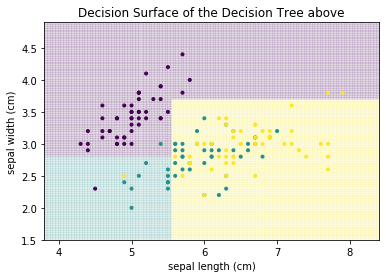 Decision Surface of the Decision Tree above
sepal width (cm)
4.5
4.0
3.5
3.0
2.5
2.0
1.5
4 5 6 7 8
sepal length (cm)